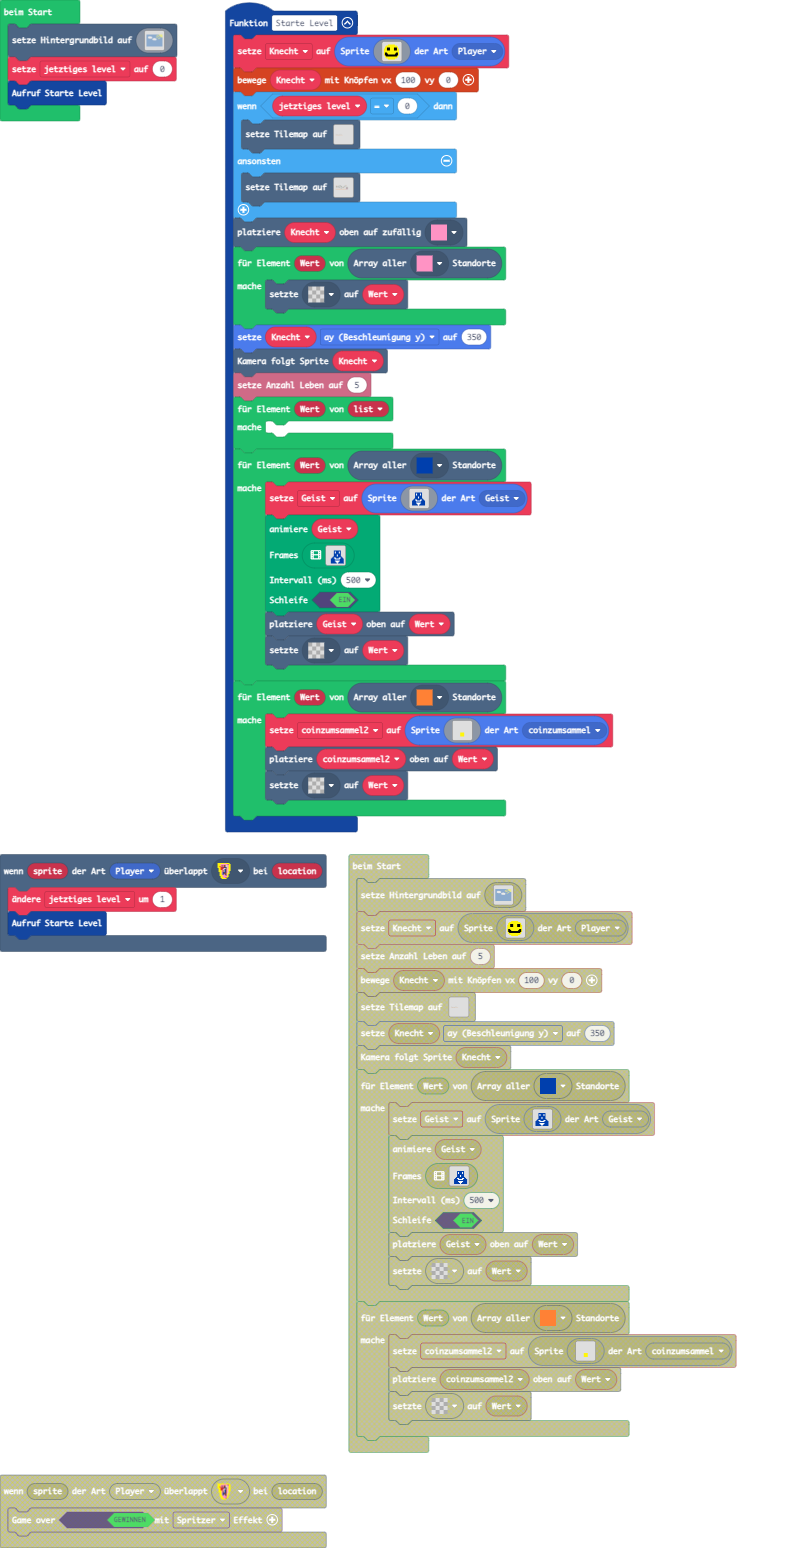 beim Start
setze Hintergrundbild auf
setze jetztiges level auf 0
Aufruf Starte Level
Funktion Starte Level
setze Knecht auf Sprite der Art Player
bewege Knecht mit Knöpfen vx 100 vy 0
wenn jetztiges level = 0 dann
setze Tilemap auf
ansonsten
setze Tilemap auf
platziere Knecht oben auf zufällig
für Element Wert von Array aller Standorte
mache
setzte auf Wert
setze Knecht ay (Beschleunigung y) auf 350
Kamera folgt Sprite Knecht
setze Anzahl Leben auf 5
für Element Wert von list
mache
für Element Wert von Array aller Standorte
mache
setze Geist auf Sprite der Art Geist
animiere Geist
Frames
Intervall (ms) 500
Schleife EIN
platziere Geist oben auf Wert
setzte auf Wert
für Element Wert von Array aller Standorte
mache
setze coinzumsammel2 auf Sprite der Art coinzumsammel
platziere coinzumsammel2 oben auf Wert
setzte auf Wert
wenn sprite der Art Player überlappt bei location
ändere jetztiges level um 1
Aufruf Starte Level
beim Start
setze Hintergrundbild auf
setze Knecht auf Sprite der Art Player
setze Anzahl Leben auf 5
bewege Knecht mit Knöpfen vx 100 vy 0
setze Tilemap auf
setze Knecht ay (Beschleunigung y) auf 350
Kamera folgt Sprite Knecht
für Element Wert von Array aller Standorte
mache
setze Geist auf Sprite der Art Geist
animiere Geist
Frames
Intervall (ms) 500
Schleife EIN
platziere Geist oben auf Wert
setzte auf Wert
für Element Wert von Array aller Standorte
mache
setze coinzumsammel2 auf Sprite der Art coinzumsammel
platziere coinzumsammel2 oben auf Wert
setzte auf Wert
wenn sprite der Art Player überlappt bei location
Game over GEWINNEN mit Spritzer Effekt